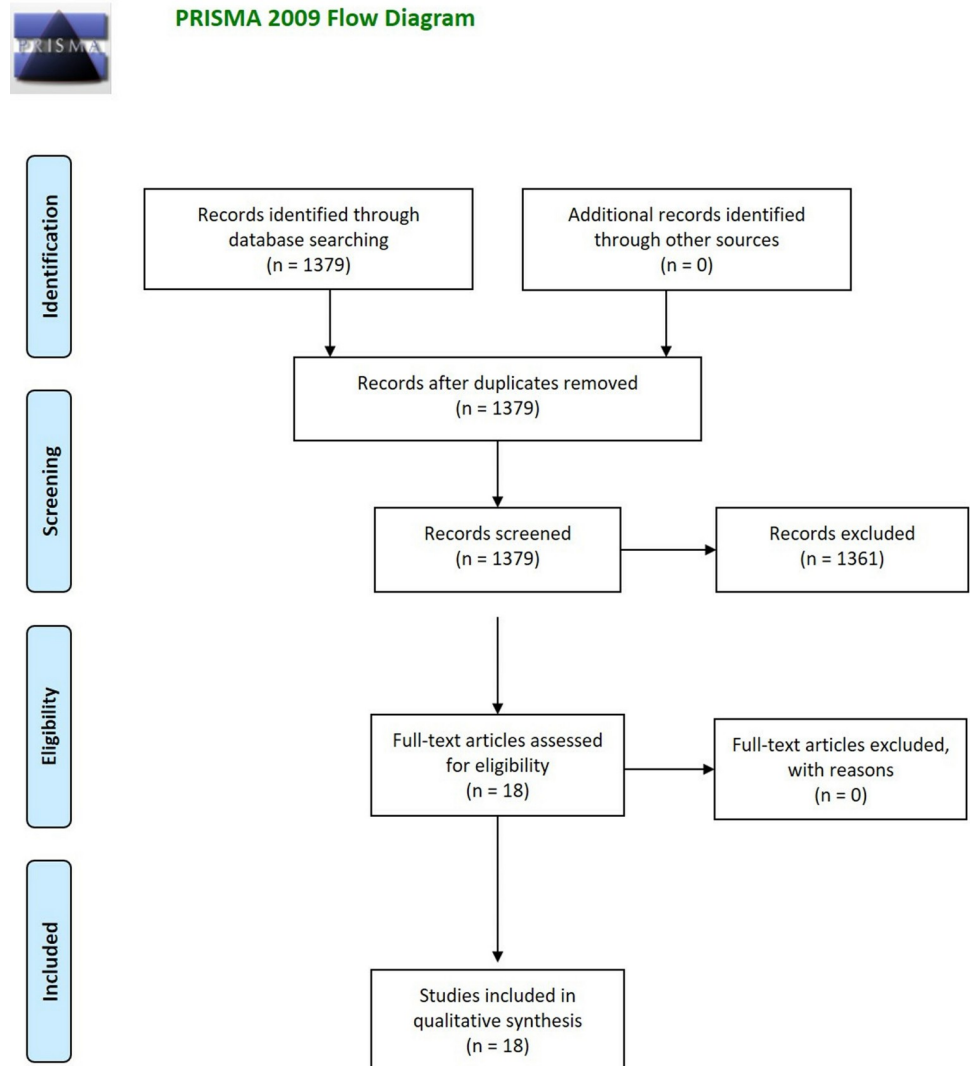 PRISMA
PRISMA 2009 Flow Diagram
Identification
Records identified through
database searching
(n = 1379)
Additional records identified
through other sources
(n = 0)
Records after duplicates removed
(n = 1379)
Screening
Records screened
(n = 1379)
Records excluded
(n = 1361)
Eligibility
Full-text articles assessed
for eligibility
(n = 18)
Full-text articles excluded,
with reasons
(n = 0)
Included
Studies included in
qualitative synthesis
(n = 18)